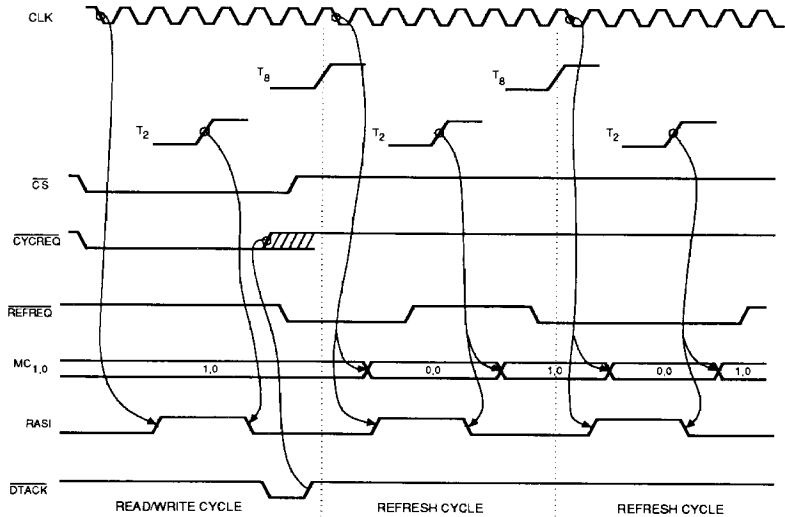 CLK
T8
T8
T2
T2
T2
CS
CYCREQ
REFREQ
MC1,0
1,0
0,0
1,0
0,0
1,0
RASI
DTACK
READ/WRITE CYCLE
REFRESH CYCLE
REFRESH CYCLE